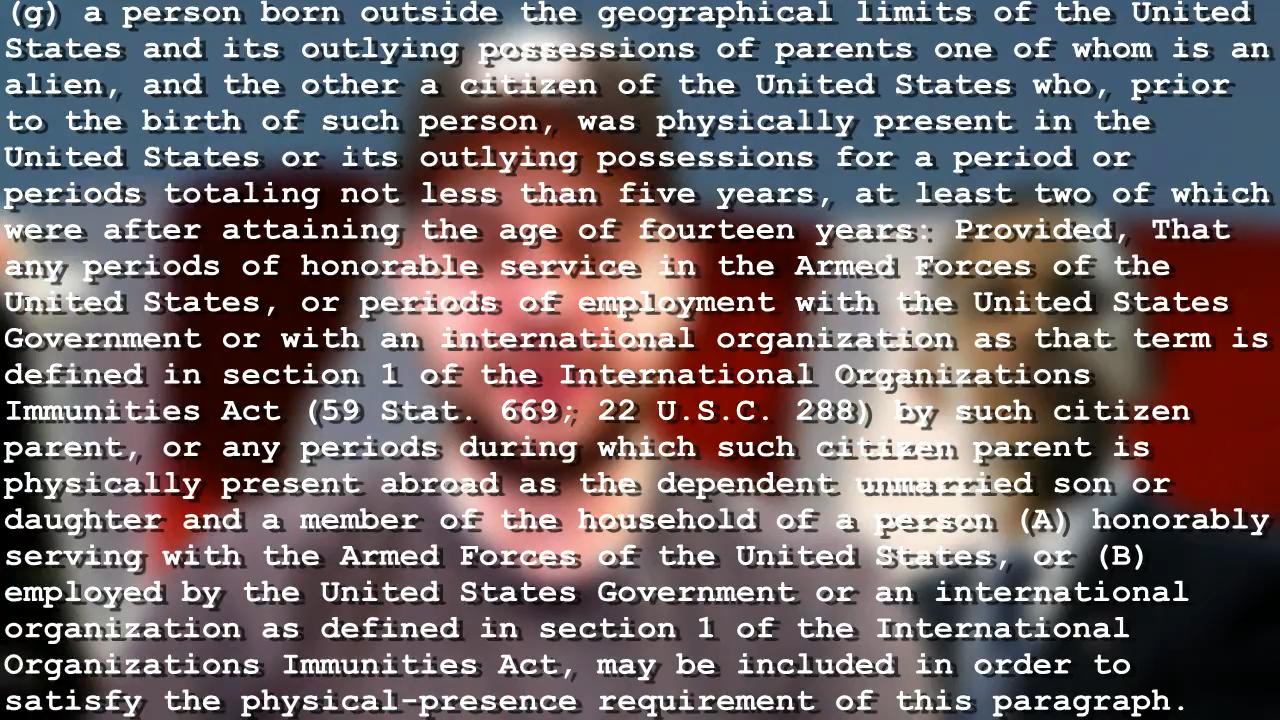 (g) a person born outside the geographical limits of the United
States and its outlying possessions of parents one of whom is an
alien, and the other a citizen of the United States who, prior
to the birth of such person, was physically present in the
United States or its outlying possessions for a period or
periods totaling not less than five years, at least two of which
were after attaining the age of fourteen years: Provided, That
any periods of honorable service in the Armed Forces of the
United States, or periods of employment with the United States
Government or with an international organization as that term is
defined in section 1 of the International Organizations
Immunities Act (59 Stat. 669; 22 U.S.C. 288) by such citizen
parent, or any periods during which such citizen parent is
physically present abroad as the dependent unmarried son or
daughter and a member of the household of a person (A) honorably
serving with the Armed Forces of the United States, or (B)
employed by the United States Government or an international
organization as defined in section 1 of the International
Organizations Immunities Act, may be included in order to
satisfy the physical-presence requirement of this paragraph.